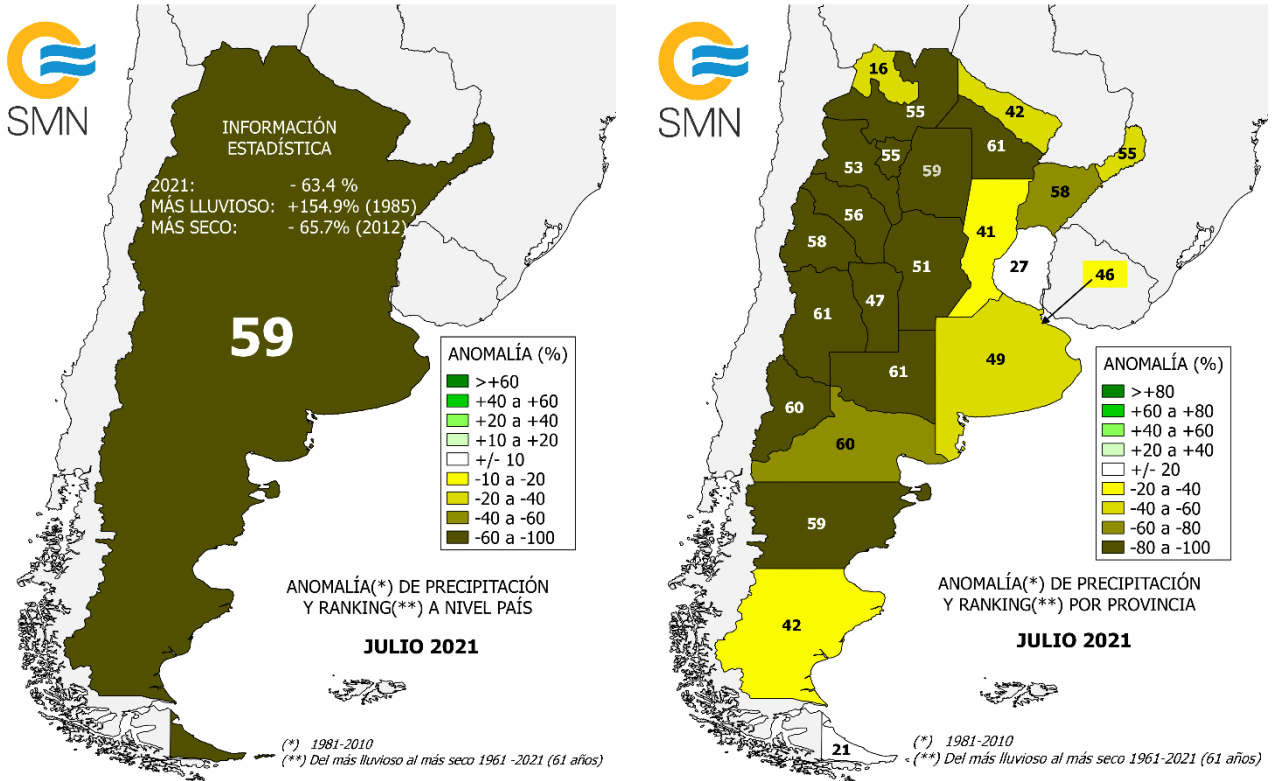 SMN
INFORMACIÓN
ESTADÍSTICA
2021: - 63.4 %
MÁS LLUVIOSO: +154.9% (1985)
MÁS SECO: - 65.7% (2012)
59
ANOMALÍA (%)
>+60
+40 a +60
+20 a +40
+10 a +20
+/- 10
-10 a -20
-20 a -40
-40 a -60
-60 a -100
ANOMALÍA(*) DE PRECIPITACIÓN
Y RANKING(**) A NIVEL PAÍS
JULIO 2021
(*) 1981-2010
(**) Del más lluvioso al más seco 1961 -2021 (61 años)
SMN
16
55
42
61
55
53
55
59
58
56
41
58
51
27
46
47
61
49
61
60
60
59
42
21
ANOMALÍA (%)
>+80
+60 a +80
+40 a +60
+20 a +40
+/- 20
-20 a -40
-40 a -60
-60 a -80
-80 a -100
ANOMALÍA(*) DE PRECIPITACIÓN
Y RANKING(**) POR PROVINCIA
JULIO 2021
(*) 1981-2010
(**) Del más lluvioso al más seco 1961 -2021 (61 años)